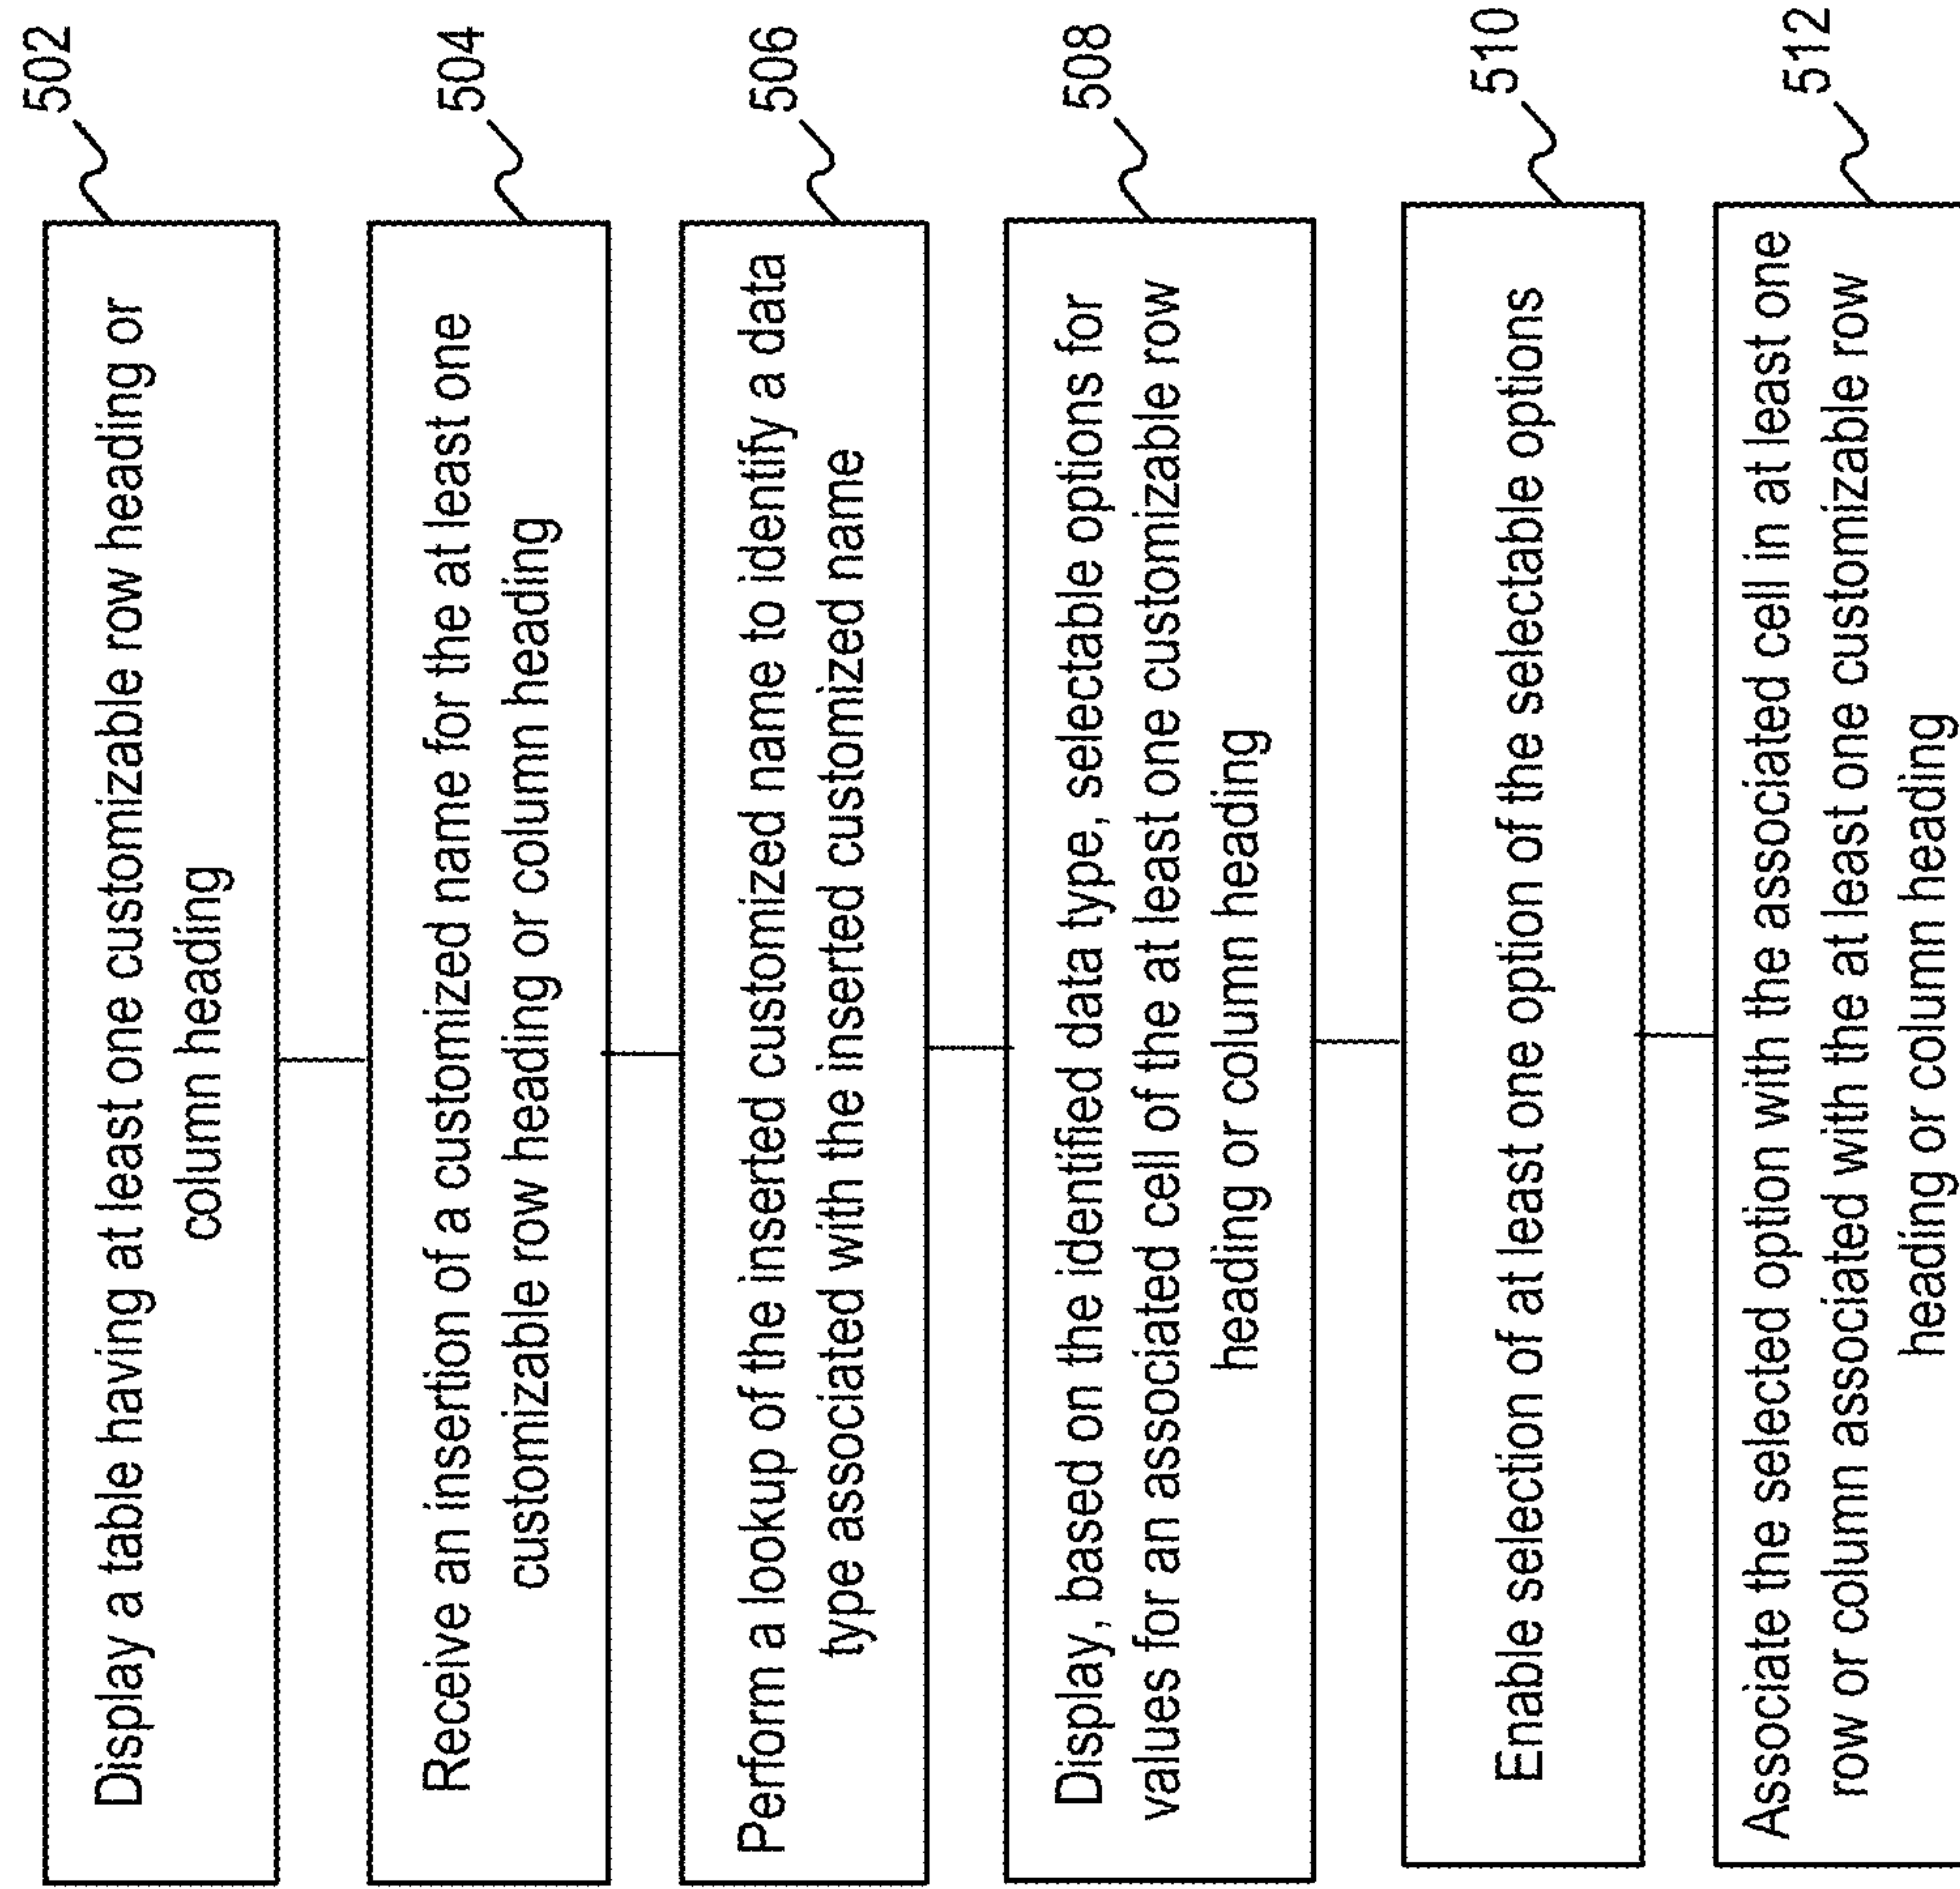 502
Display a table having at least one customizable row heading or
column heading
504
Receive an insertion of a customized name for the at least one
customizable row heading or column heading
506
Perform a lookup of the inserted customized name to identify a data
type associated with the inserted customized name
508
Display, based on the identified data type, selectable options for
values for an associated cell of the at least one customizable row
heading or column heading
510
Enable selection of at least one option of the selectable options
512
Associate the selected option with the associated cell in at least one
row or column associated with the at least one customizable row
heading or column heading